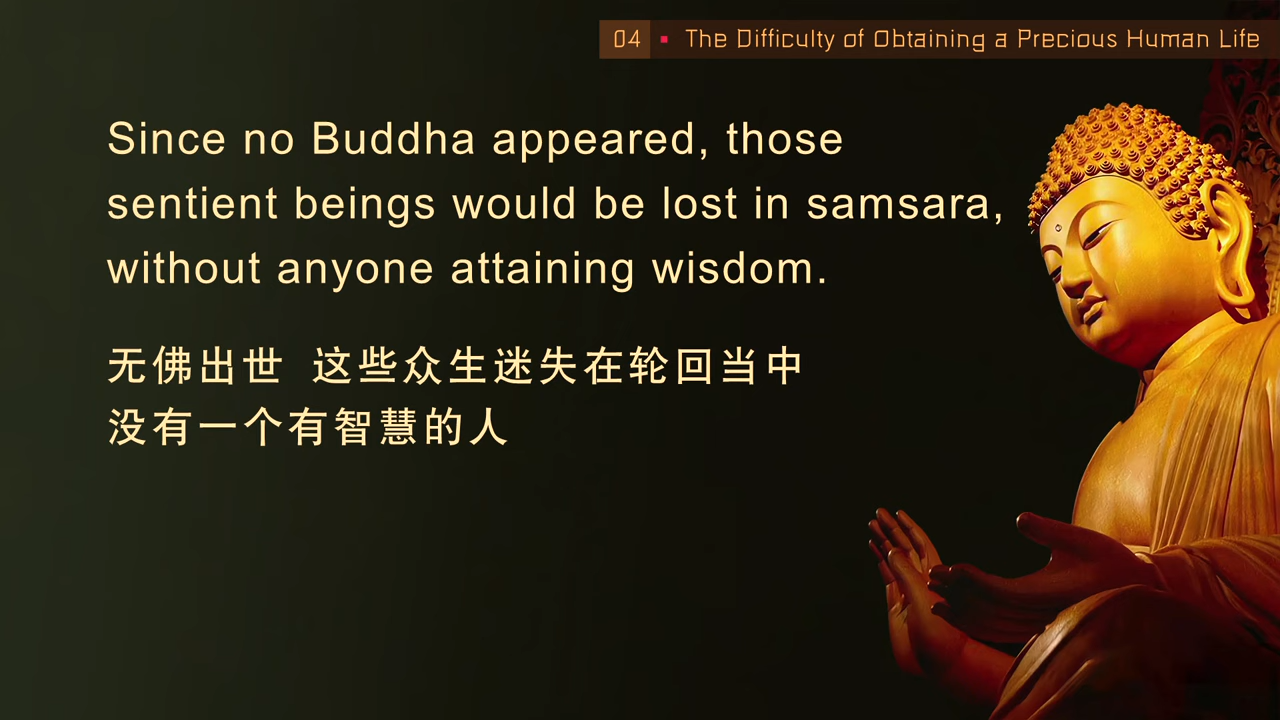 04 ▪ The Difficulty of Obtaining a Precious Human Life
Since no Buddha appeared, those
sentient beings would be lost in samsara,
without anyone attaining wisdom.
无佛出世 这些众生迷失在轮回当中
没有一个有智慧的人